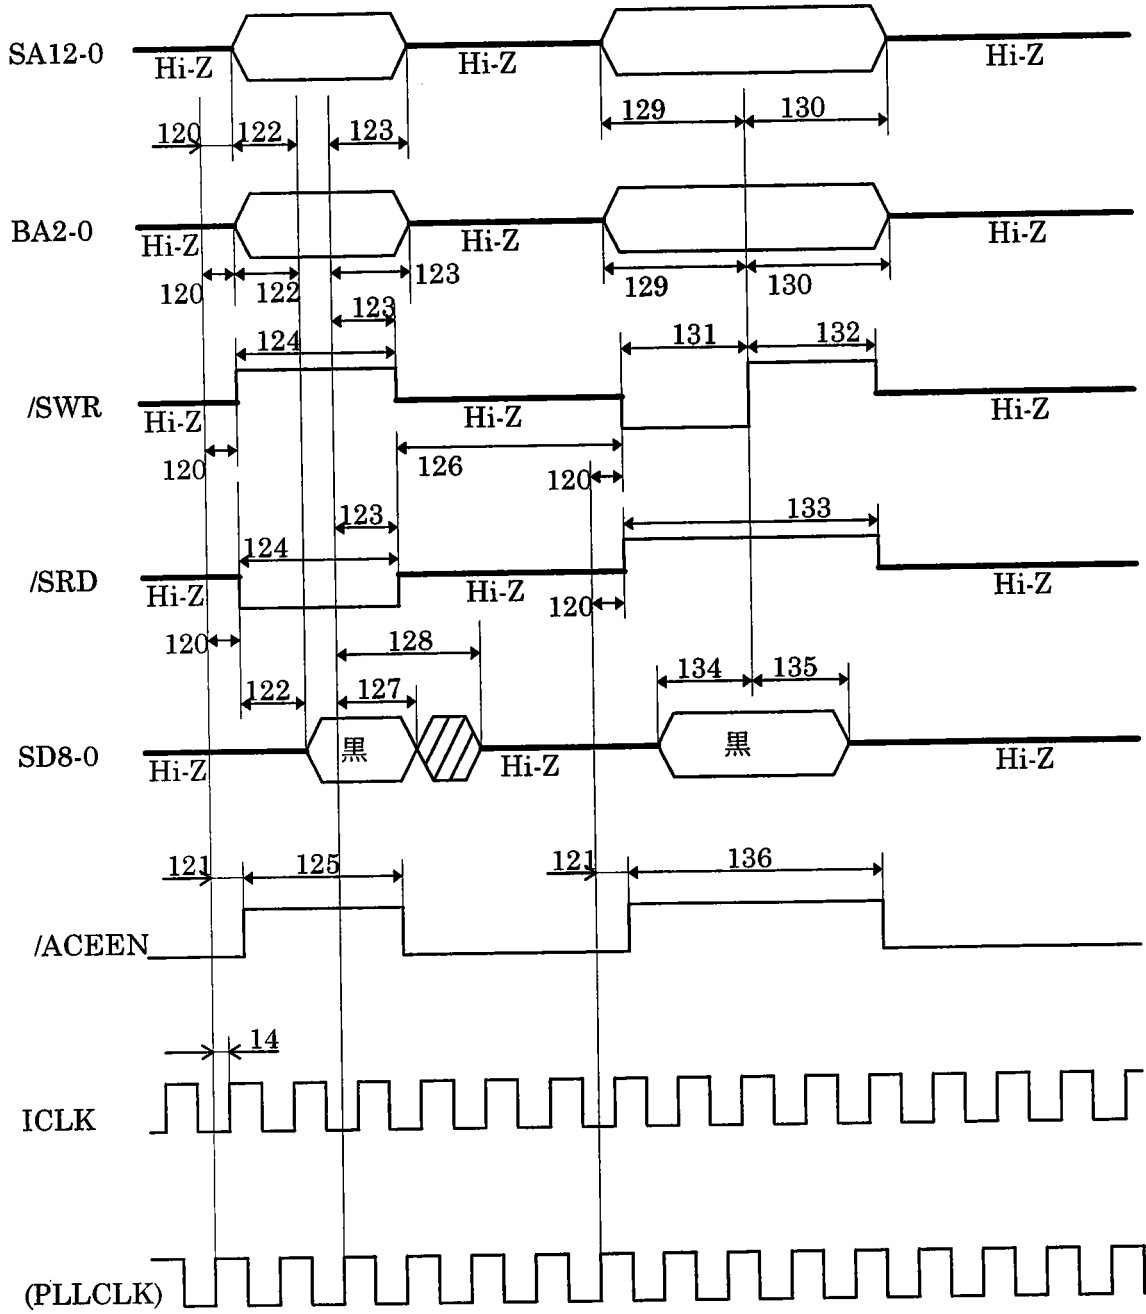 SA12-0
Hi-Z Hi-Z Hi-Z
120 122 123 129 130
BA2-0
Hi-Z Hi-Z Hi-Z
120 122 123 129 130
123
124 131 132
/SWR
Hi-Z Hi-Z Hi-Z
120 126 120
123 133
124
/SRD
Hi-Z Hi-Z Hi-Z
120 120
128
122 127 134 135
SD8-0
黒 黒
Hi-Z Hi-Z Hi-Z
121 125 121 136
/ACEEN
14
ICLK
(PLLCLK)